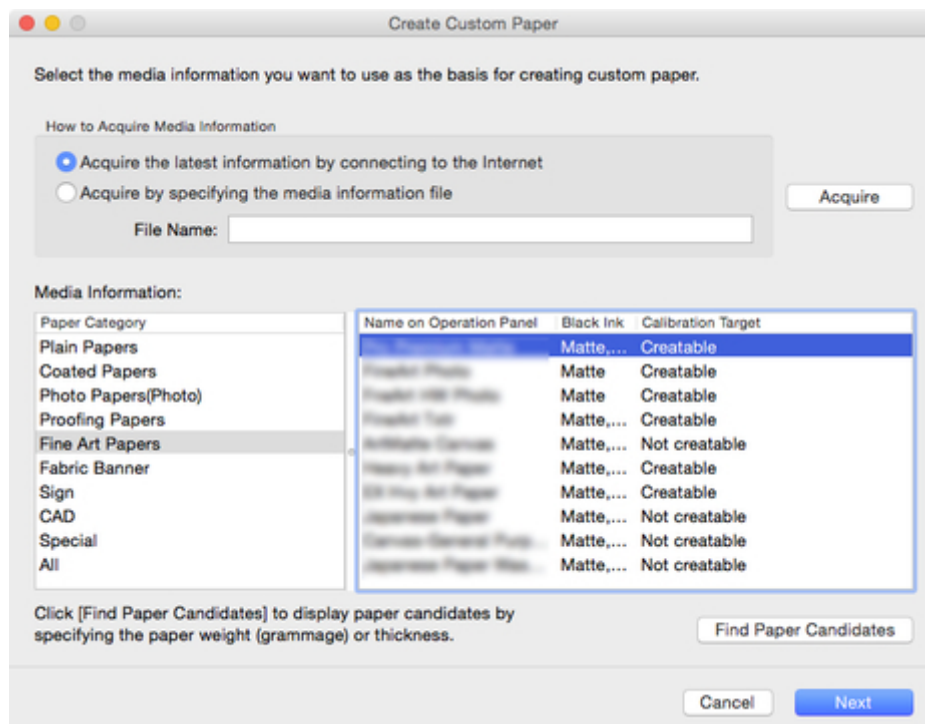 Create Custom Paper
Select the media information you want to use as the basis for creating custom paper.
How to Acquire Media Information
Acquire the latest information by connecting to the Internet
Acquire by specifying the media information file
Acquire
File Name:
Media Information:
Paper Category
Plain Papers
Coated Papers
Photo Papers(Photo)
Proofing Papers
Fine Art Papers
Fabric Banner
Sign
CAD
Special
All
Name on Operation Panel Black Ink Calibration Target
Matte,... Creatable
Matte Creatable
Matte Creatable
Matte,... Creatable
Matte,... Not creatable
Matte,... Creatable
Matte,... Creatable
Matte,... Not creatable
Matte,... Not creatable
Matte,... Not creatable
Click [Find Paper Candidates] to display paper candidates by
specifying the paper weight (grammage) or thickness.
Find Paper Candidates
Cancel Next